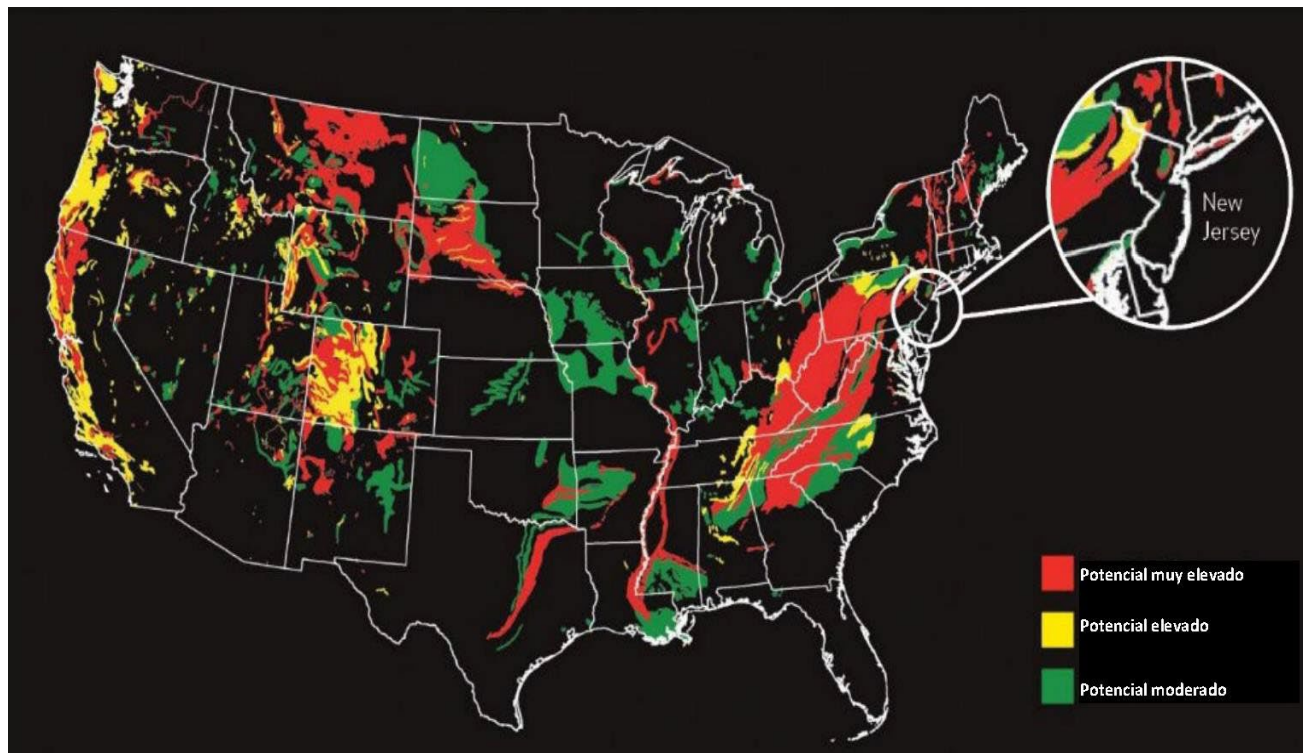 New
Jersey
Potencial muy elevado
Potencial elevado
Potencial moderado